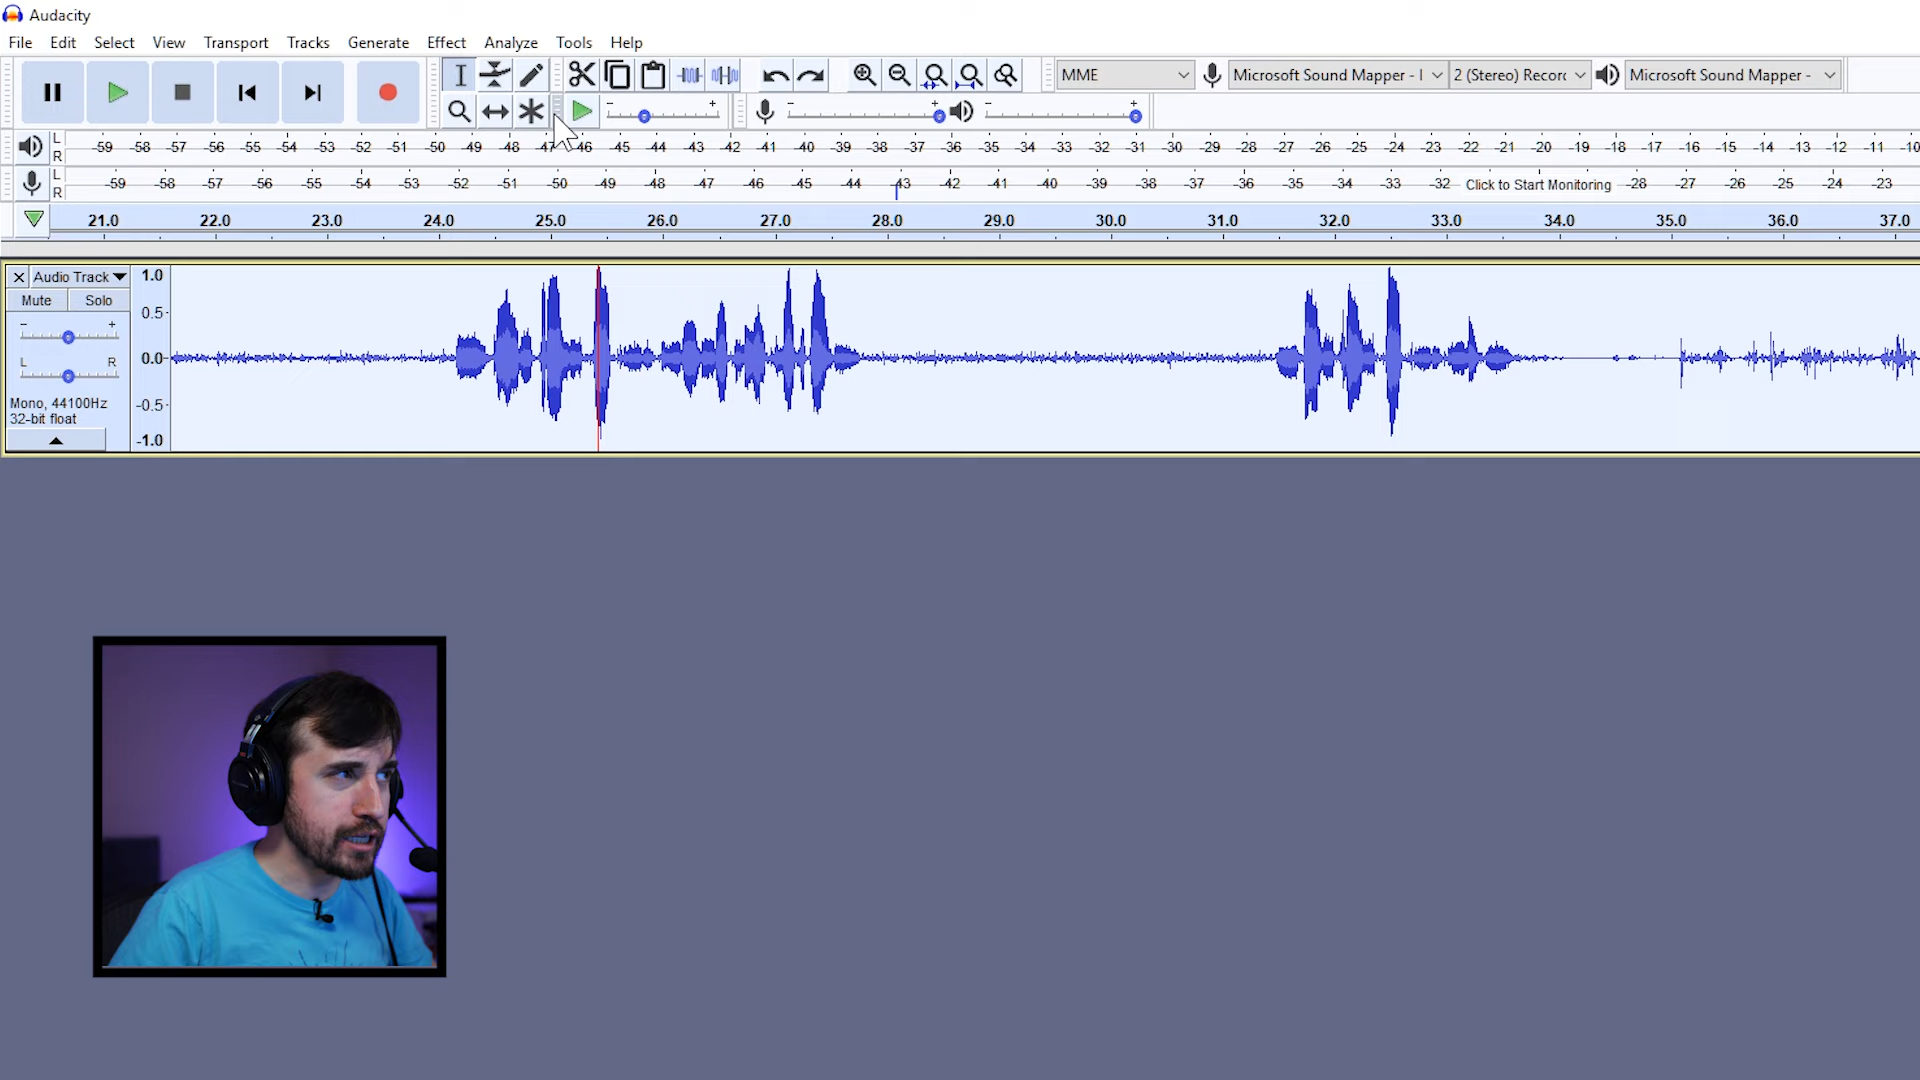 Audacity
File Edit Select View Transport Tracks Generate Effect Analyze Tools Help
MME Microsoft Sound Mapper - I 2 (Stereo) Recorc Microsoft Sound Mapper -
- + - + - +
L
R
-59 -58 -57 -56 -55 -54 -53 -52 -51 -50 -49 -48 -47 -46 -45 -44 -43 -42 -41 -40 -39 -38 -37 -36 -35 -34 -33 -32 -31 -30 -29 -28 -27 -26 -25 -24 -23 -22 -21 -20 -19 -18 -17 -16 -15 -14 -13 -12 -11 -10
L
R
-59 -58 -57 -56 -55 -54 -53 -52 -51 -50 -49 -48 -47 -46 -45 -44 -43 -42 -41 -40 -39 -38 -37 -36 -35 -34 -33 -32 Click to Start Monitoring -28 -27 -26 -25 -24 -23
21.0 22.0 23.0 24.0 25.0 26.0 27.0 28.0 29.0 30.0 31.0 32.0 33.0 34.0 35.0 36.0 37.0
Audio Track 1.0
Mute Solo
0.5
- +
0.0
L R
Mono, 44100Hz
-0.5
32-bit float
-1.0